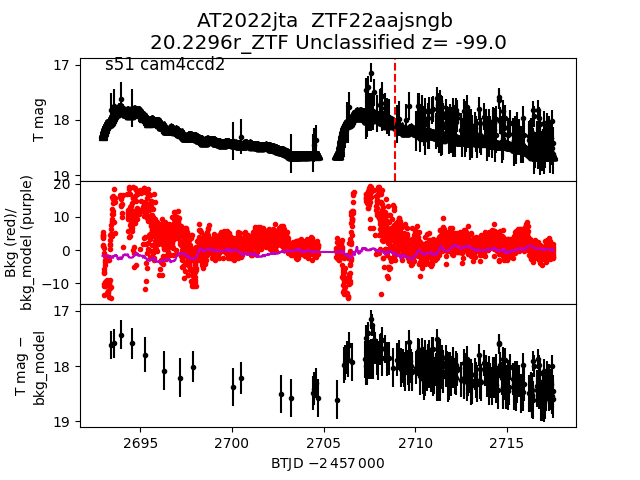 AT2022jta  ZTF22aajsngb
20.2296r_ZTF Unclassified z= -99.0
s51 cam4ccd2
17
18
19
T mag
20
10
0
−10
Bkg (red)/
bkg_model (purple)
17
18
19
T mag −
bkg_model
2695
2700
2705
2710
2715
BTJD −2 457 000